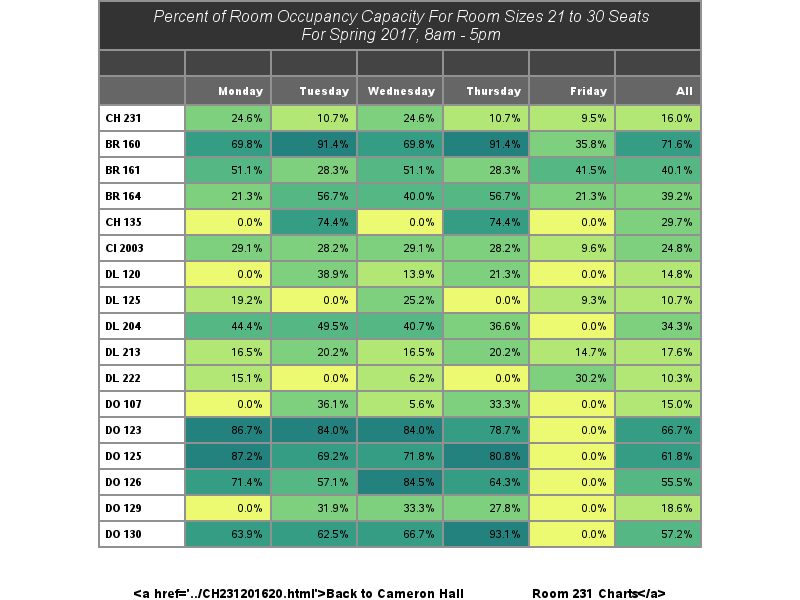 Percent of Room Occupancy Capacity For Room Sizes 21 to 30 Seats
For Spring 2017, 8am - 5pm
Monday Tuesday Wednesday Thursday Friday All
CH 231 24.6% 10.7% 24.6% 10.7% 9.5% 16.0%
BR 160 69.8% 91.4% 69.8% 91.4% 35.8% 71.6%
BR 161 51.1% 28.3% 51.1% 28.3% 41.5% 40.1%
BR 164 21.3% 56.7% 40.0% 56.7% 21.3% 39.2%
CH 135 0.0% 74.4% 0.0% 74.4% 0.0% 29.7%
CI 2003 29.1% 28.2% 29.1% 28.2% 9.6% 24.8%
DL 120 0.0% 38.9% 13.9% 21.3% 0.0% 14.8%
DL 125 19.2% 0.0% 25.2% 0.0% 9.3% 10.7%
DL 204 44.4% 49.5% 40.7% 36.6% 0.0% 34.3%
DL 213 16.5% 20.2% 16.5% 20.2% 14.7% 17.6%
DL 222 15.1% 0.0% 6.2% 0.0% 30.2% 10.3%
DO 107 0.0% 36.1% 5.6% 33.3% 0.0% 15.0%
DO 123 86.7% 84.0% 84.0% 78.7% 0.0% 66.7%
DO 125 87.2% 69.2% 71.8% 80.8% 0.0% 61.8%
DO 126 71.4% 57.1% 84.5% 64.3% 0.0% 55.5%
DO 129 0.0% 31.9% 33.3% 27.8% 0.0% 18.6%
DO 130 63.9% 62.5% 66.7% 93.1% 0.0% 57.2%
<a href='../CH231201620.html'>Back to Cameron Hall Room 231 Charts</a>